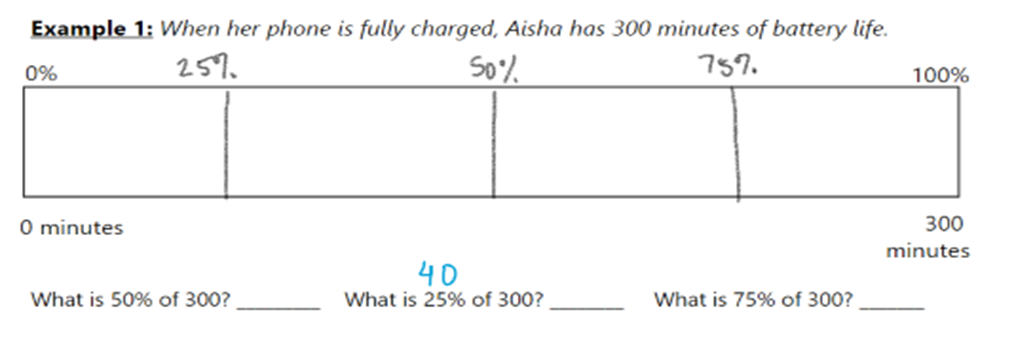 Example 1: When her phone is fully charged, Aisha has 300 minutes of battery life.
0% 25% 50% 75% 100%
0 minutes 300
minutes
40
What is 50% of 300? ________ What is 25% of 300? _______ What is 75% of 300? ______